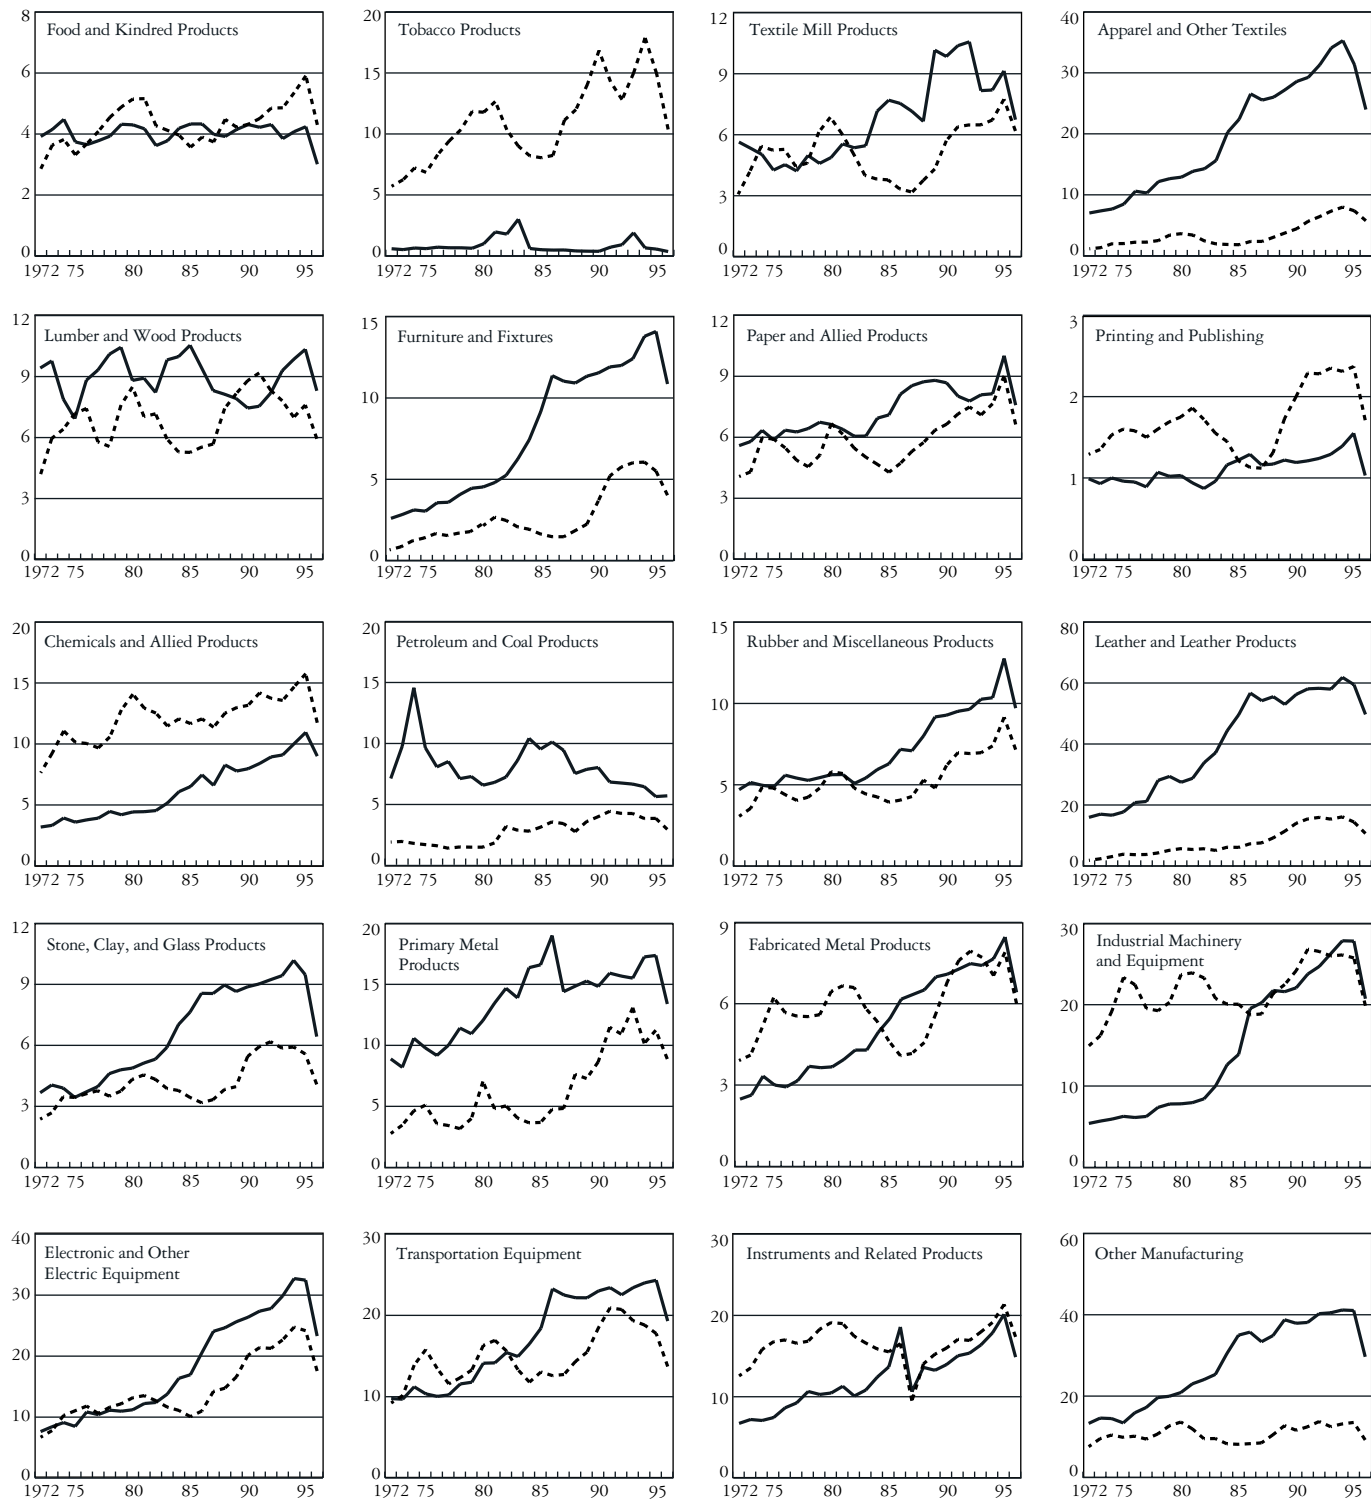 8
Food and Kindred Products
6
4
2
0
1972 75 80 85 90 95
20
Tobacco Products
15
10
5
0
1972 75 80 85 90 95
12
Textile Mill Products
9
6
3
0
1972 75 80 85 90 95
40
Apparel and Other Textiles
30
20
10
0
1972 75 80 85 90 95
12
Lumber and Wood Products
9
6
3
0
1972 75 80 85 90 95
15
Furniture and Fixtures
10
5
0
1972 75 80 85 90 95
12
Paper and Allied Products
9
6
3
0
1972 75 80 85 90 95
3
Printing and Publishing
2
1
0
1972 75 80 85 90 95
20
Chemicals and Allied Products
15
10
5
0
1972 75 80 85 90 95
20
Petroleum and Coal Products
15
10
5
0
1972 75 80 85 90 95
15
Rubber and Miscellaneous Products
10
5
0
1972 75 80 85 90 95
80
Leather and Leather Products
60
40
20
0
1972 75 80 85 90 95
12
Stone, Clay, and Glass Products
9
6
3
0
1972 75 80 85 90 95
20
Primary Metal
Products
15
10
5
0
1972 75 80 85 90 95
9
Fabricated Metal Products
6
3
0
1972 75 80 85 90 95
30
Industrial Machinery
and Equipment
20
10
0
1972 75 80 85 90 95
40
Electronic and Other
Electric Equipment
30
20
10
0
1972 75 80 85 90 95
30
Transportation Equipment
20
10
0
1972 75 80 85 90 95
30
Instruments and Related Products
20
10
0
1972 75 80 85 90 95
60
Other Manufacturing
40
20
0
1972 75 80 85 90 95